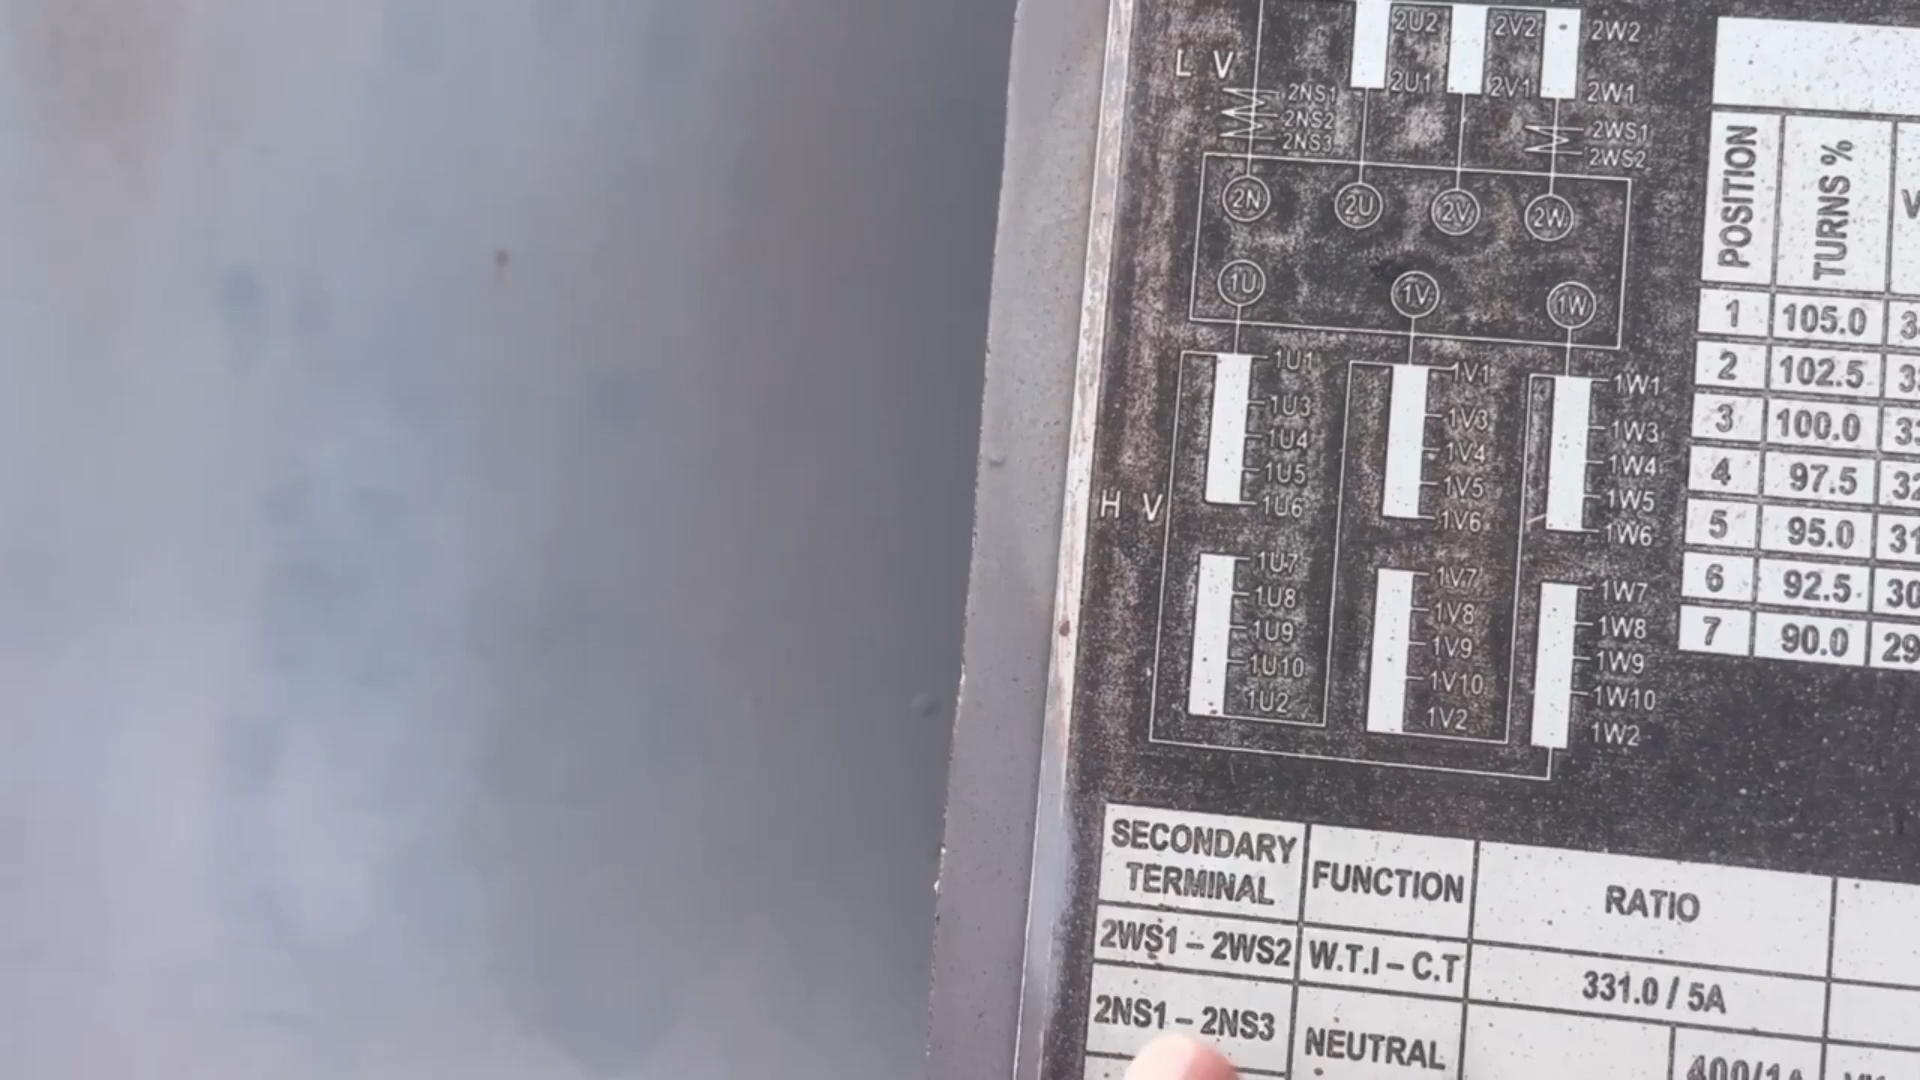 2U2 2V2 2W2
L V
2U1 2V1 2W1
2NS1
2NS2
2NS3
2WS1
2WS2
2N 2U 2V 2W
1U 1V 1W
1U1 1V1 1W1
1U3 1V3 1W3
1U4 1V4 1W4
1U5 1V5 1W5
1U6 1V6 1W6
H V
1U7 1V7 1W7
1U8 1V8 1W8
1U9 1V9 1W9
1U10 1V10 1W10
1U2 1V2 1W2
POSITION TURNS %
1 105.0
2 102.5
3 100.0
4 97.5
5 95.0
6 92.5
7 90.0
SECONDARY TERMINAL FUNCTION RATIO
2WS1 – 2WS2 W.T.I – C.T 331.0 / 5A
2NS1 – 2NS3 NEUTRAL 400/1A